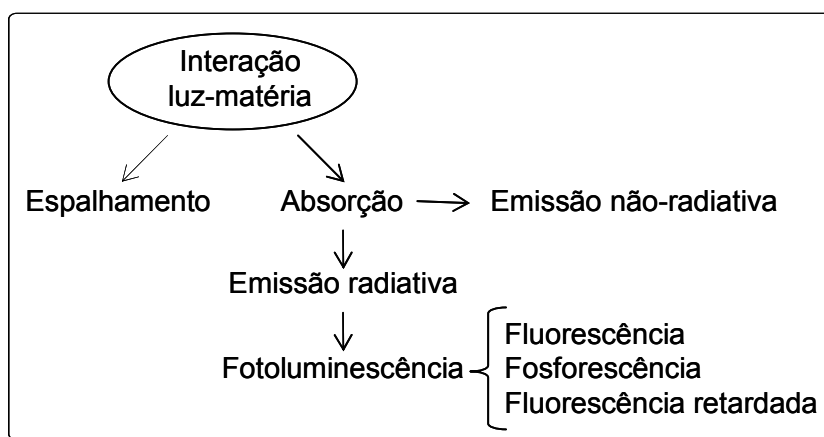 Interação
luz-matéria
Espalhamento
Absorção
Emissão não-radiativa
Emissão radiativa
Fotoluminescência
Fluorescência
Fosforescência
Fluorescência retardada